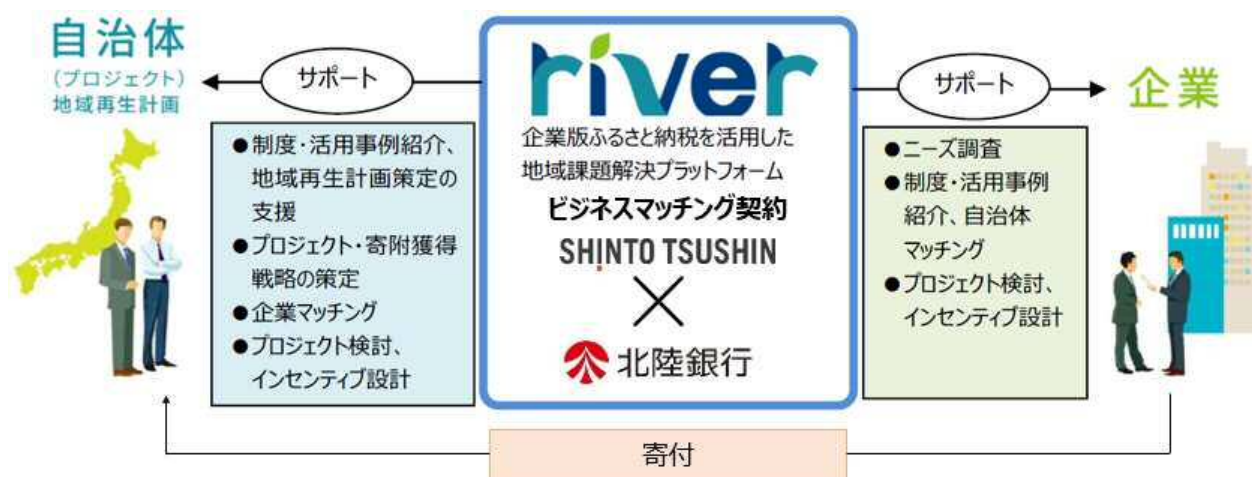 自治体
（プロジェクト）
地域再生計画
サポート
●制度・活用事例紹介、
地域再生計画策定の
支援
●プロジェクト・寄附獲得
戦略の策定
●企業マッチング
●プロジェクト検討、
インセンティブ設計
river
企業版ふるさと納税を活用した
地域課題解決プラットフォーム
ビジネスマッチング契約
SHINTO TSUSHIN
×
北陸銀行
サポート
企業
●ニーズ調査
●制度・活用事例
紹介、自治体
マッチング
●プロジェクト検討、
インセンティブ設計
寄付